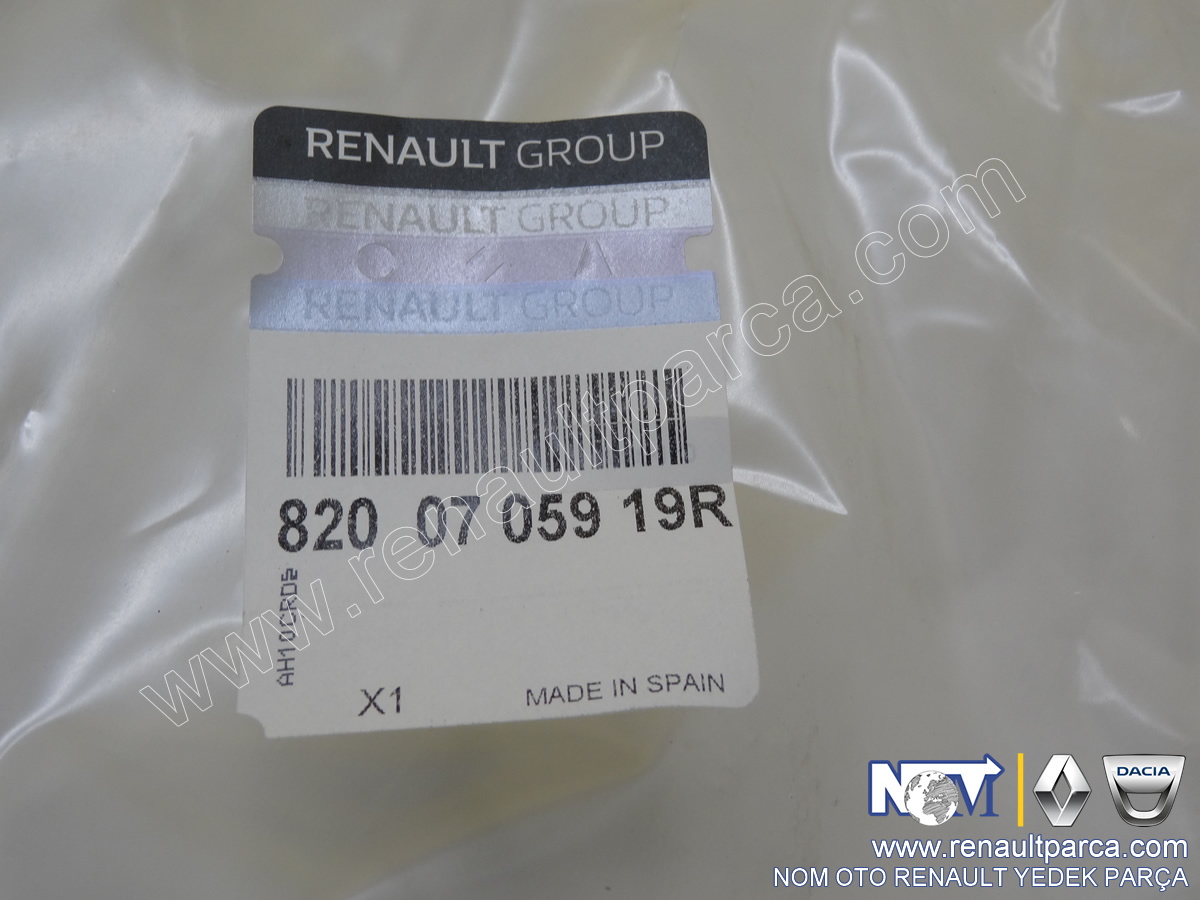 RENAULT GROUP
RENAULT GROUP
RENAULT GROUP
820 07 059 19R
AH10CRD
X1
MADE IN SPAIN
www.renaultparca.com
NOM
DACIA
www.renaultparca.com
NOM OTO RENAULT YEDEK PARÇA